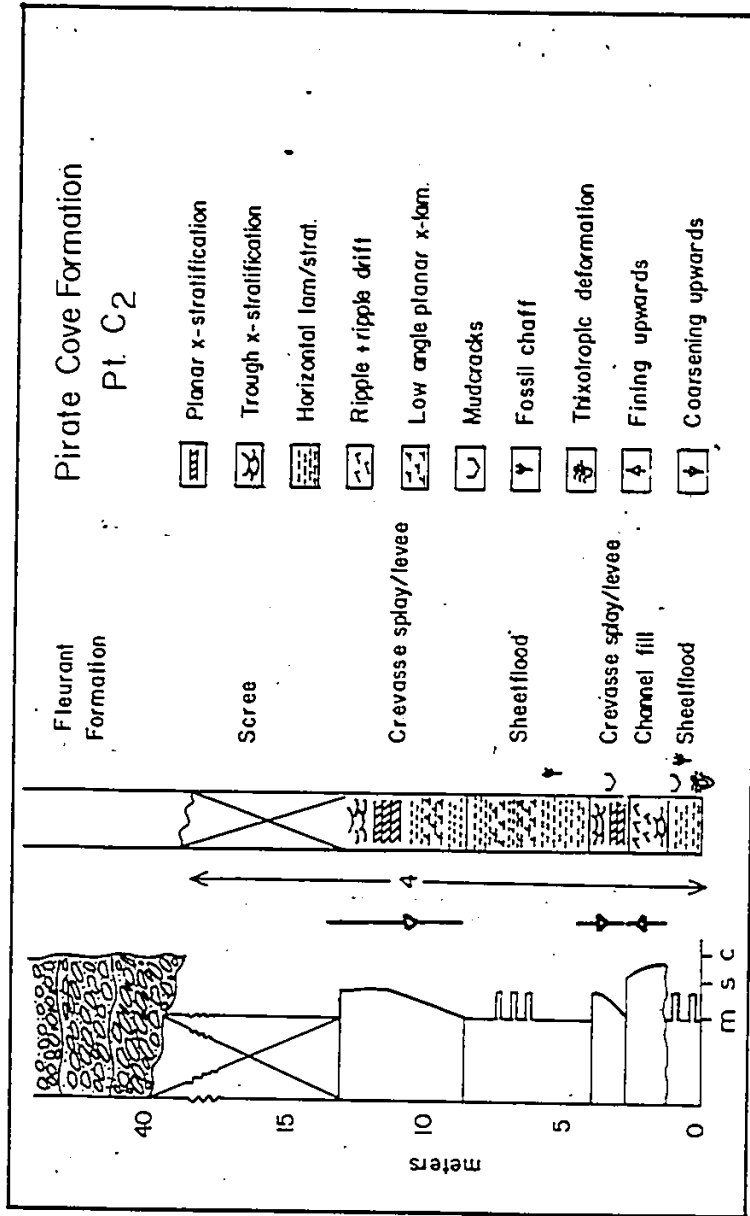 Pirate Cove Formation
Pt. C2
Fleurant
Formation
Scree
Crevasse splay/levee
Sheetflood
Crevasse splay/levee
Channel fill
Sheetflood
Planar x-stratification
Trough x-stratification
Horizontal lam/strat.
Ripple + ripple drift
Low angle planar x-lam.
Mudcracks
Fossil chaff
Thixotropic deformation
Fining upwards
Coarsening upwards
4
40
15
10
5
0
meters
m s c